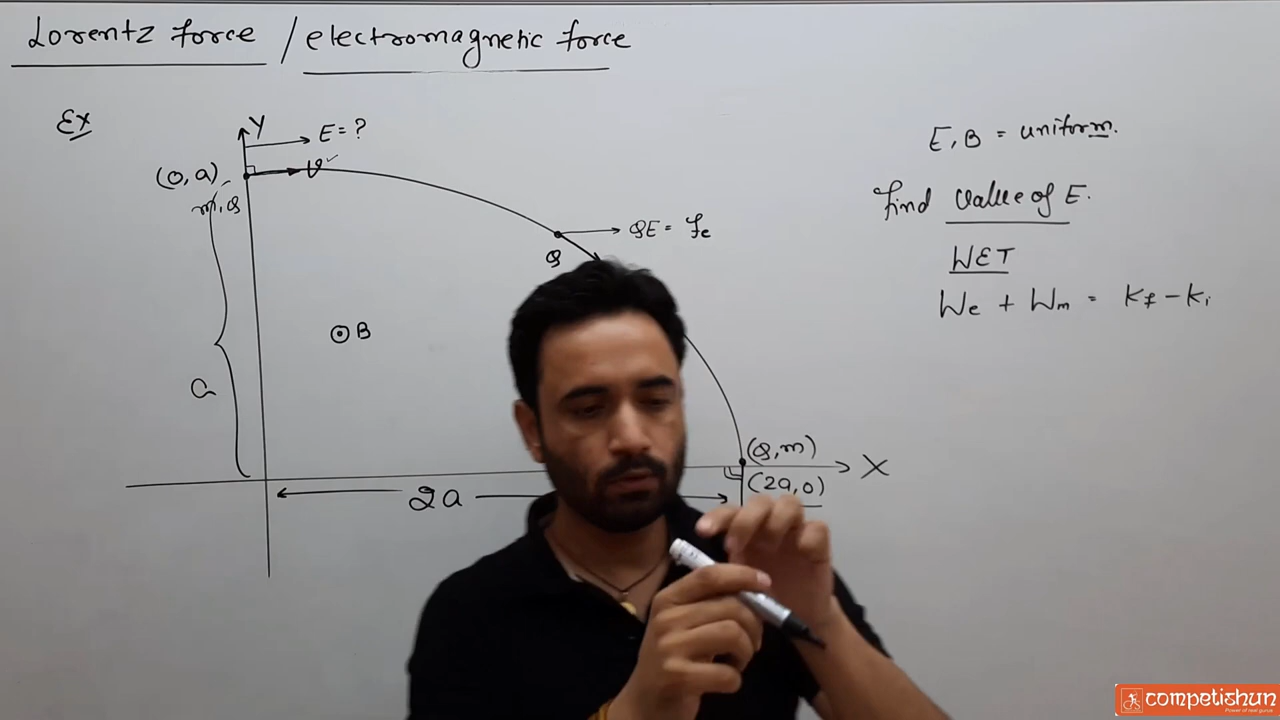 Lorentz force / electromagnetic force
Ex
Y
E = ?
(0, a)
m, Q
QE = fe
Q
B
a
(Q, m)
X
(2a, 0)
2a
E, B = uniform.
find value of E.
WET
We + Wm = Kf - Ki
competishun